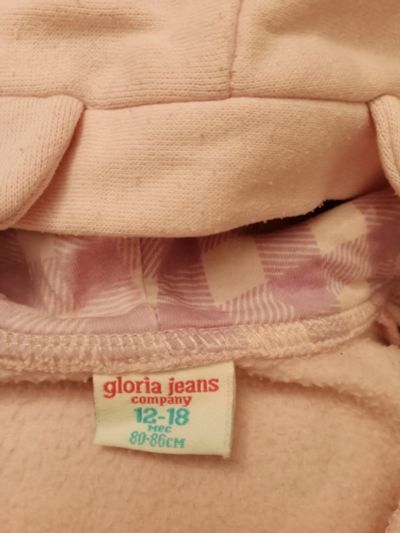 gloria jeans
company
12-18
мес
80-86см